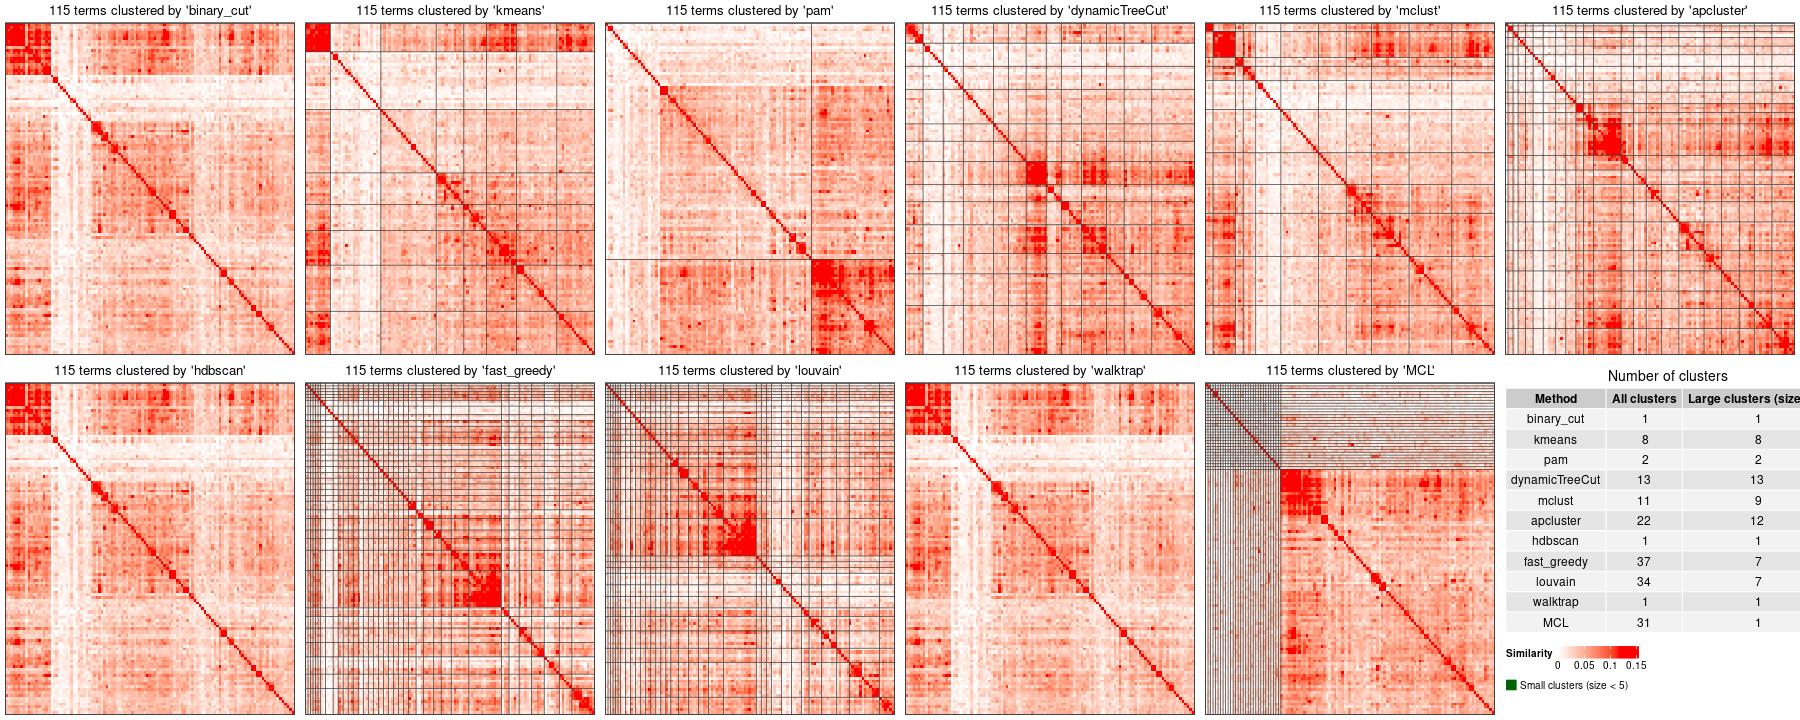 115 terms clustered by 'binary_cut'
115 terms clustered by 'kmeans'
115 terms clustered by 'pam'
115 terms clustered by 'dynamicTreeCut'
115 terms clustered by 'mclust'
115 terms clustered by 'apcluster'
115 terms clustered by 'hdbscan'
115 terms clustered by 'fast_greedy'
115 terms clustered by 'louvain'
115 terms clustered by 'walktrap'
115 terms clustered by 'MCL'
Number of clusters
Method All clusters Large clusters (size
binary_cut 1 1
kmeans 8 8
pam 2 2
dynamicTreeCut 13 13
mclust 11 9
apcluster 22 12
hdbscan 1 1
fast_greedy 37 7
louvain 34 7
walktrap 1 1
MCL 31 1
Similarity
0 0.05 0.1 0.15
Small clusters (size < 5)